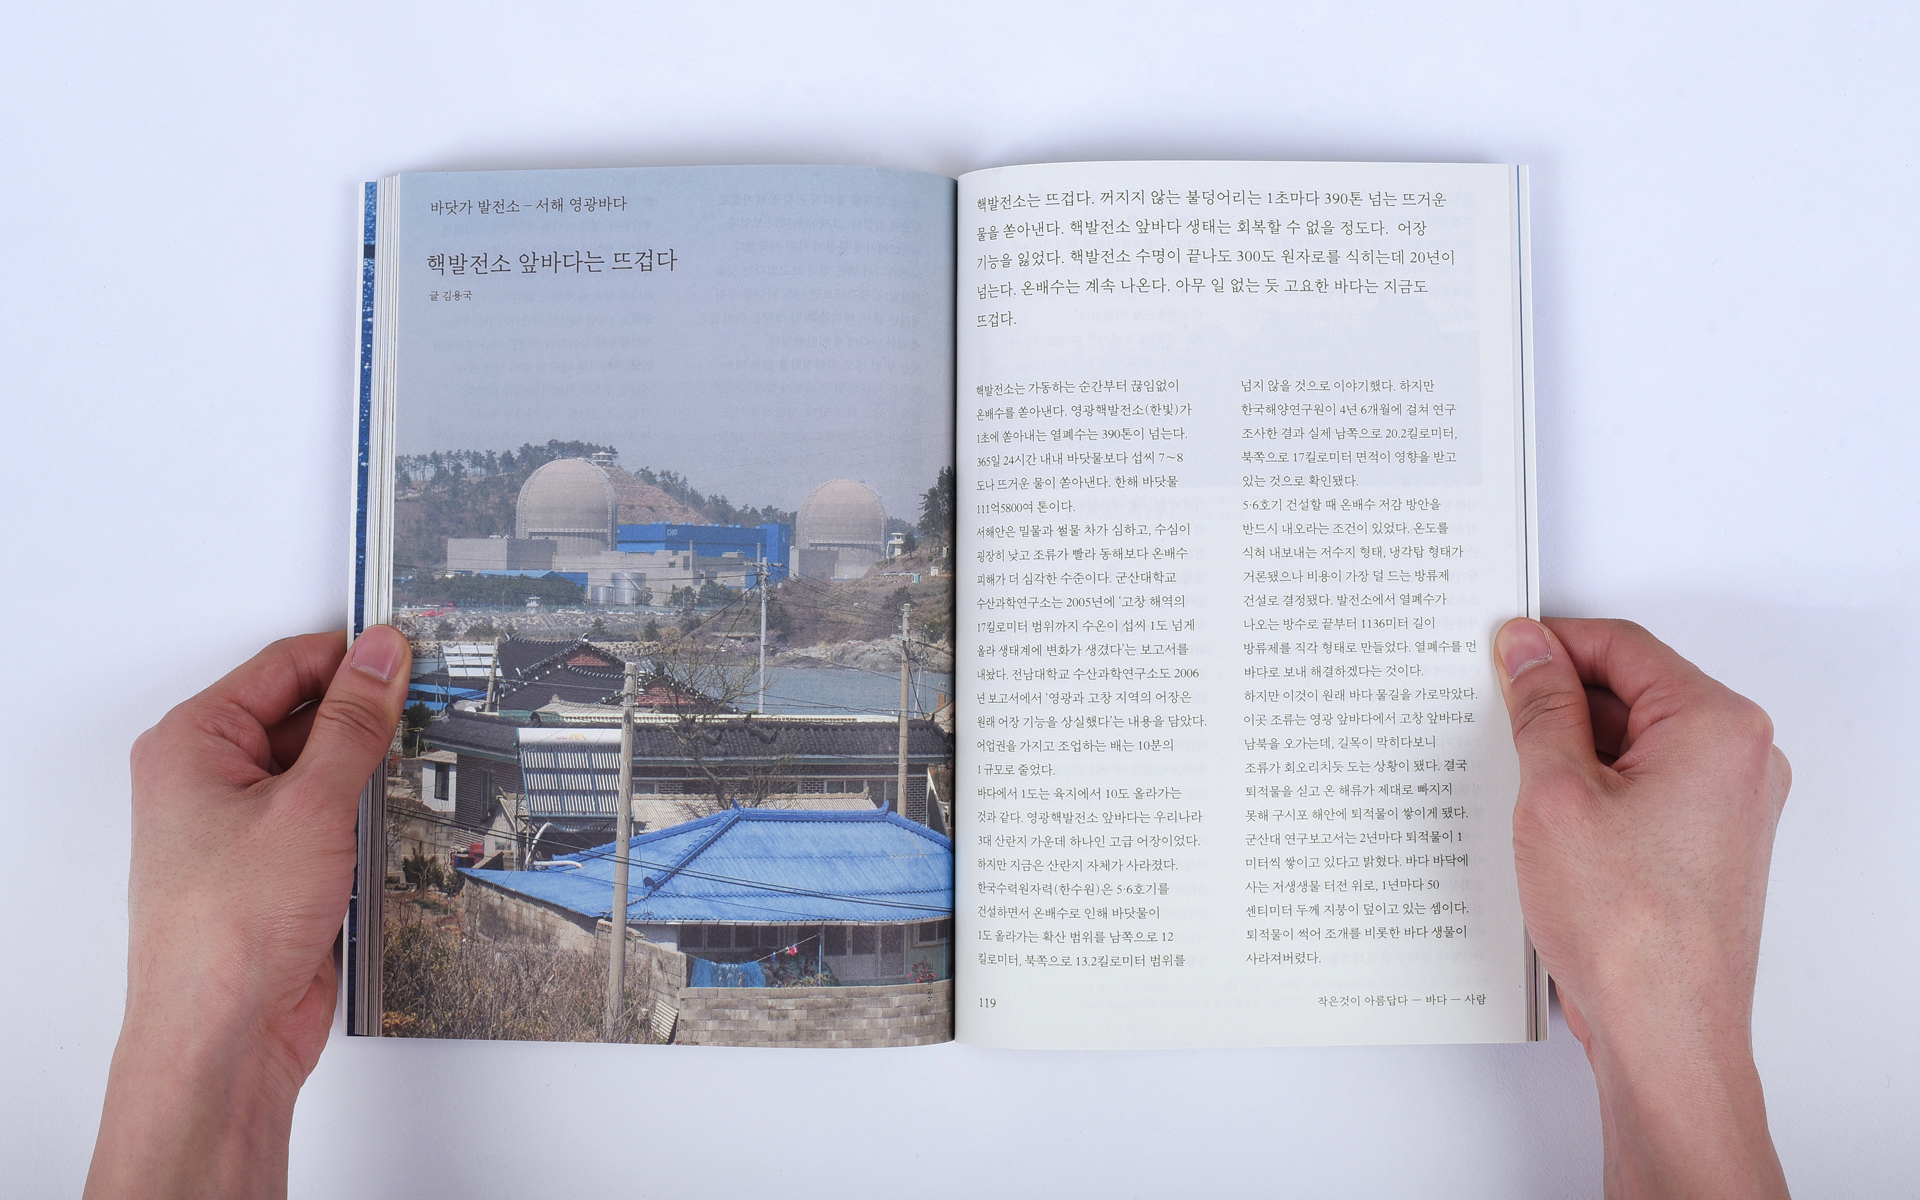 바닷가 발전소 – 서해 영광바다
핵발전소 앞바다는 뜨겁다
글 김용국
핵발전소는 뜨겁다. 꺼지지 않는 불덩어리는 1초마다 390톤 넘는 뜨거운
물을 쏟아낸다. 핵발전소 앞바다 생태는 회복할 수 없을 정도다. 어장
기능을 잃었다. 핵발전소 수명이 끝나도 300도 원자로를 식히는데 20년이
넘는다. 온배수는 계속 나온다. 아무 일 없는 듯 고요한 바다는 지금도
뜨겁다.
핵발전소는 가동하는 순간부터 끊임없이
온배수를 쏟아낸다. 영광핵발전소(한빛)가
1초에 쏟아내는 열폐수는 390톤이 넘는다.
365일 24시간 내내 바닷물보다 섭씨 7~8
도나 뜨거운 물이 쏟아낸다. 한해 바닷물
111억5800여 톤이다.
서해안은 밀물과 썰물 차가 심하고, 수심이
굉장히 낮고 조류가 빨라 동해보다 온배수
피해가 더 심각한 수준이다. 군산대학교
수산과학연구소는 2005년에 ‘고창 해역의
17킬로미터 범위까지 수온이 섭씨 1도 넘게
올라 생태계에 변화가 생겼다’는 보고서를
내놨다. 전남대학교 수산과학연구소도 2006
년 보고서에서 ‘영광과 고창 지역의 어장은
원래 어장 기능을 상실했다’는 내용을 담았다.
어업권을 가지고 조업하는 배는 10분의
1 규모로 줄었다.
바다에서 1도는 육지에서 10도 올라가는
것과 같다. 영광핵발전소 앞바다는 우리나라
3대 산란지 가운데 하나인 고급 어장이었다.
하지만 지금은 산란지 자체가 사라졌다.
한국수력원자력(한수원)은 5·6호기를
건설하면서 온배수로 인해 바닷물이
1도 올라가는 확산 범위를 남쪽으로 12
킬로미터, 북쪽으로 13.2킬로미터 범위를
넘지 않을 것으로 이야기했다. 하지만
한국해양연구원이 4년 6개월에 걸쳐 연구
조사한 결과 실제 남쪽으로 20.2킬로미터,
북쪽으로 17킬로미터 면적이 영향을 받고
있는 것으로 확인됐다.
5·6호기 건설할 때 온배수 저감 방안을
반드시 내오라는 조건이 있었다. 온도를
식혀 내보내는 저수지 형태, 냉각탑 형태가
거론됐으나 비용이 가장 덜 드는 방류제
건설로 결정됐다. 발전소에서 열폐수가
나오는 방수로 끝부터 1136미터 길이
방류제를 직각 형태로 만들었다. 열폐수를 먼
바다로 보내 해결하겠다는 것이다.
하지만 이것이 원래 바다 물길을 가로막았다.
이곳 조류는 영광 앞바다에서 고창 앞바다로
남북을 오가는데, 길목이 막히다보니
조류가 회오리치듯 도는 상황이 됐다. 결국
퇴적물을 싣고 온 해류가 제대로 빠지지
못해 구시포 해안에 퇴적물이 쌓이게 됐다.
군산대 연구보고서는 2년마다 퇴적물이 1
미터씩 쌓이고 있다고 밝혔다. 바다 바닥에
사는 저생생물 터전 위로, 1년마다 50
센티미터 두께 지붕이 덮이고 있는 셈이다.
퇴적물이 썩어 조개를 비롯한 바다 생물이
사라져버렸다.
119
작은것이 아름답다 — 바다 — 사람